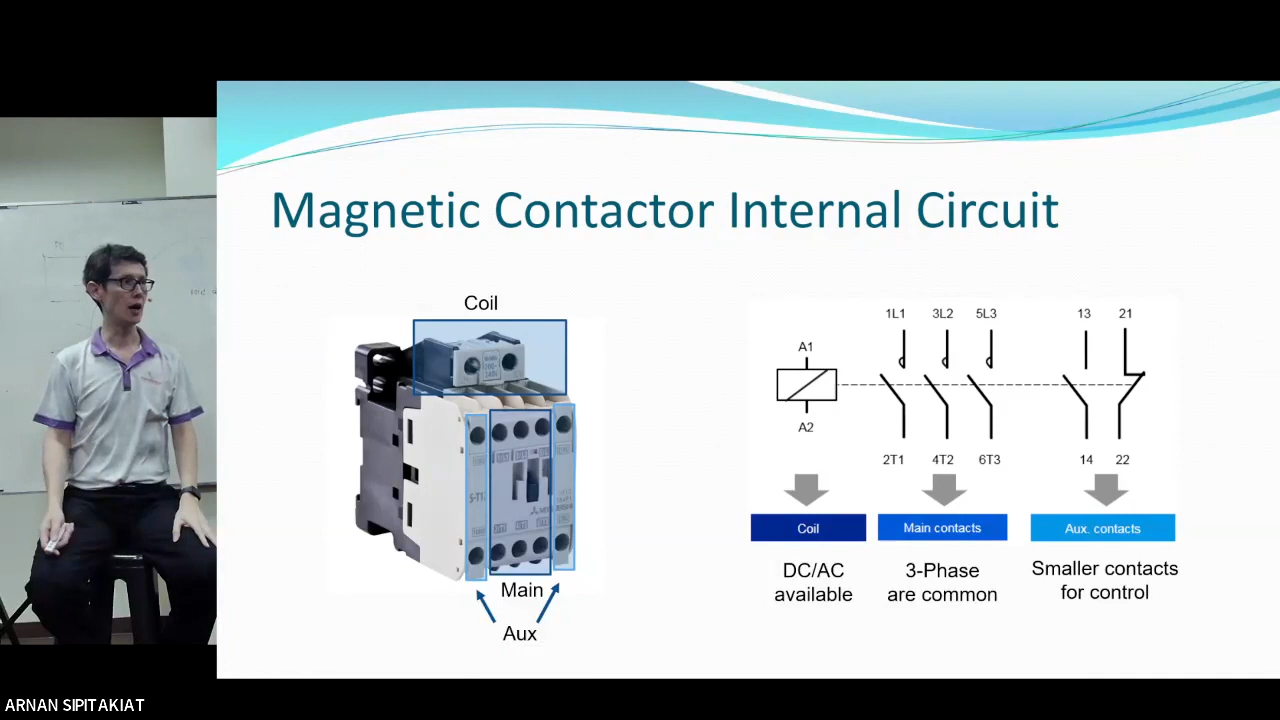 Magnetic Contactor Internal Circuit
Coil
Main
Aux
1L1 3L2 5L3 13 21
A1
A2
2T1 4T2 6T3 14 22
Coil Main contacts Aux. contacts
DC/AC
available
3-Phase
are common
Smaller contacts
for control
ARNAN SIPITAKIAT